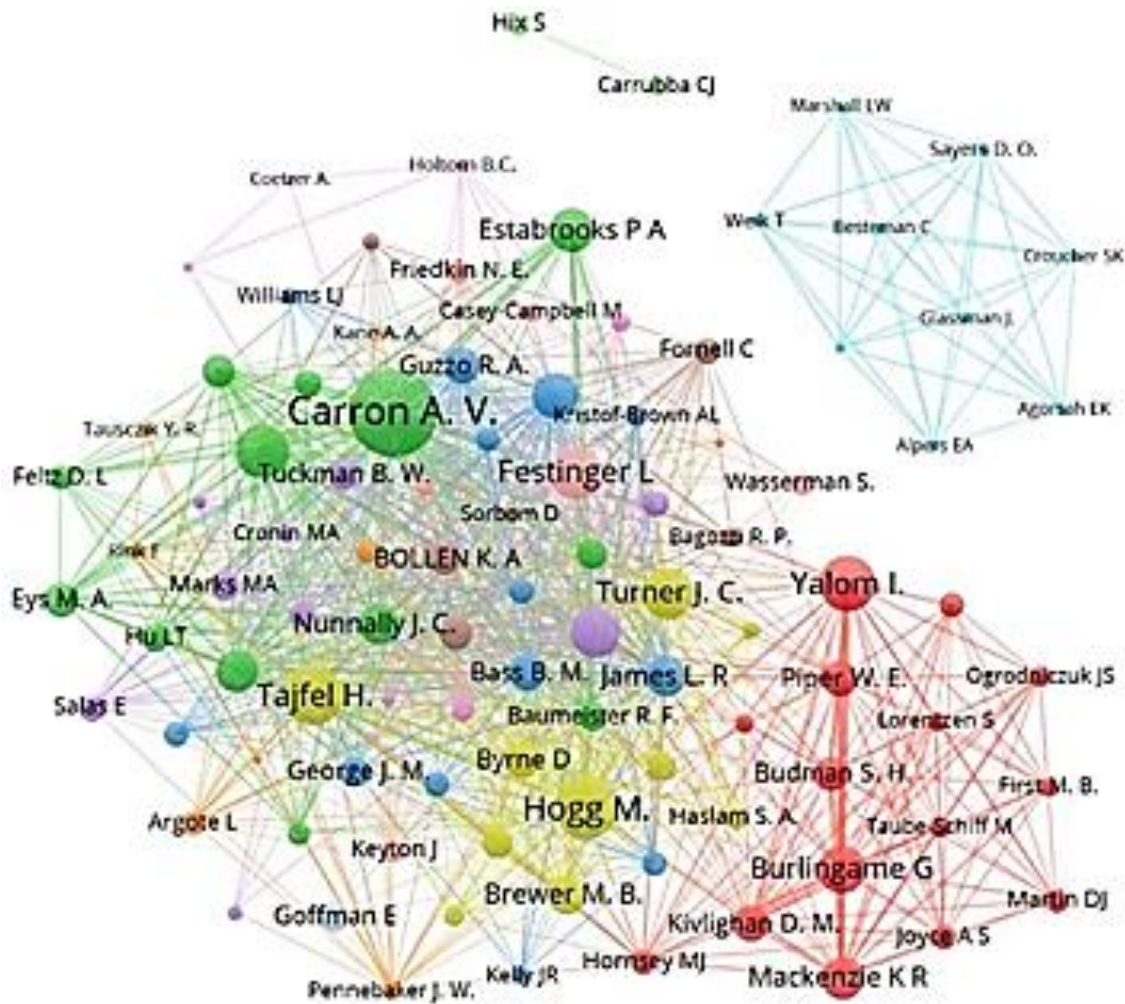 Hix S
Carrubba CJ
Marshall LW
Sayers D. O.
Holtom B.C.
Coetzer A.
Weik T
Besteman C
Estabrooks P A
Croucher SK
Friedkin N. E.
Williams LJ
Casey-Campbell M
Glassman J.
Kane A. A.
Fornell C
Guzzo R. A.
Carron A. V.
Kristof-Brown AL
Agorsah EK
Tausczik Y. R.
Alpers EA
Feltz D. L
Tuckman B. W.
Festinger L
Wasserman S.
Sorbom D
Cronin MA
Bagozzi R. P.
Rink F
BOLLEN K. A
Marks MA
Yalom I.
Eys M. A.
Turner J. C.
Nunnally J. C.
Hu LT
Bass B. M.
James L. R
Piper W. E.
Ogrodniczuk JS
Tajfel H.
Salas E
Baumeister R. F.
Lorentzen S
Byrne D
George J. M.
Budman S. H.
First M. B.
Hogg M.
Haslam S. A.
Argote L
Taube-Schiff M
Keyton J
Burlingame G
Brewer M. B.
Martin DJ
Goffman E
Kivlighan D. M.
Joyce A S
Hornsey MJ
Kelly JR
Mackenzie K R
Pennebaker J. W.